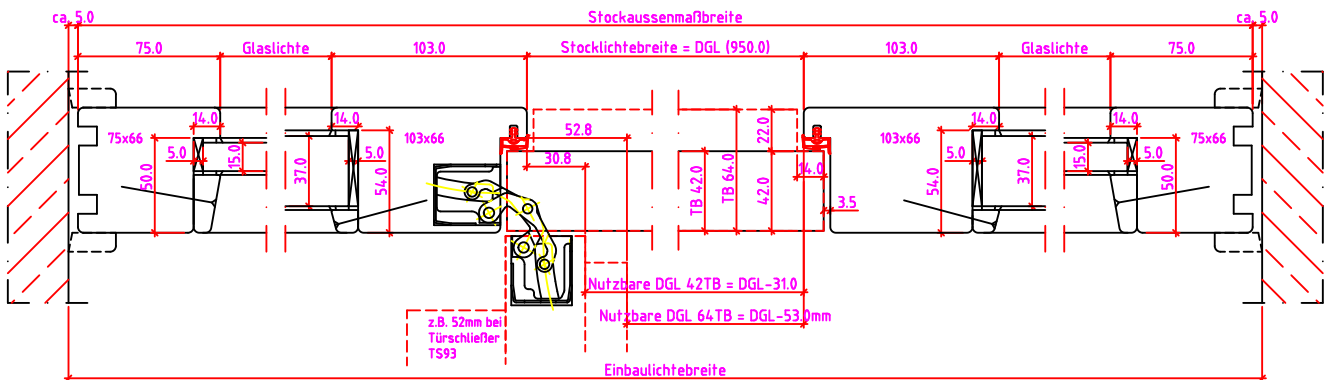 ca. 5.0
Stockaussenmaßbreite
ca. 5.0
75.0
Glaslichte
103.0
Stocklichtebreite = DGL (950.0)
103.0
Glaslichte
75.0
14.0
14.0
14.0
14.0
75x66
103x66
52.8
22.0
103x66
75x66
5.0
15.0
5.0
30.8
14.0
5.0
15.0
5.0
50.0
37.0
54.0
TB 42.0
TB 64.0
42.0
3.5
54.0
37.0
50.0
Nutzbare DGL 42TB = DGL-31.0
Nutzbare DGL 64TB = DGL-53.0mm
z.B. 52mm bei
Türschließer
TS93
Einbaulichtebreite